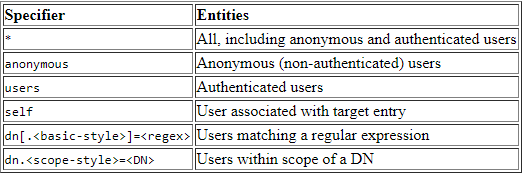 Specifier Entities
* All, including anonymous and authenticated users
anonymous Anonymous (non-authenticated) users
users Authenticated users
self User associated with target entry
dn[.<basic-style>]=<regex> Users matching a regular expression
dn.<scope-style>=<DN> Users within scope of a DN